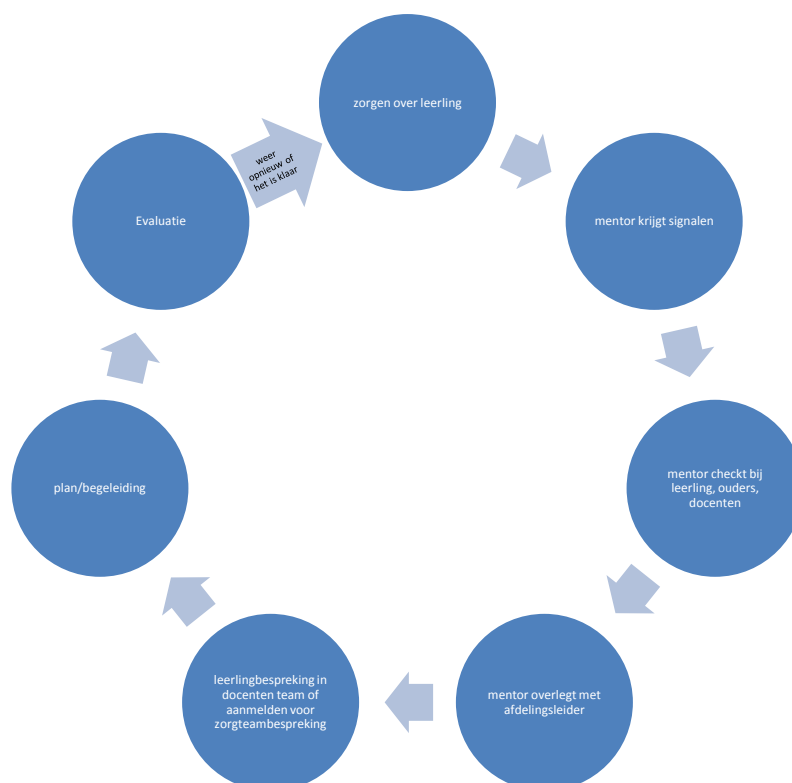 zorgen over leerling
mentor krijgt signalen
mentor checkt bij
leerling, ouders,
docenten
mentor overlegt met
afdelingsleider
leerlingbespreking in
docenten team of
aanmelden voor
zorgteambespreking
plan/begeleiding
Evaluatie
weer
opnieuw of
het is klaar